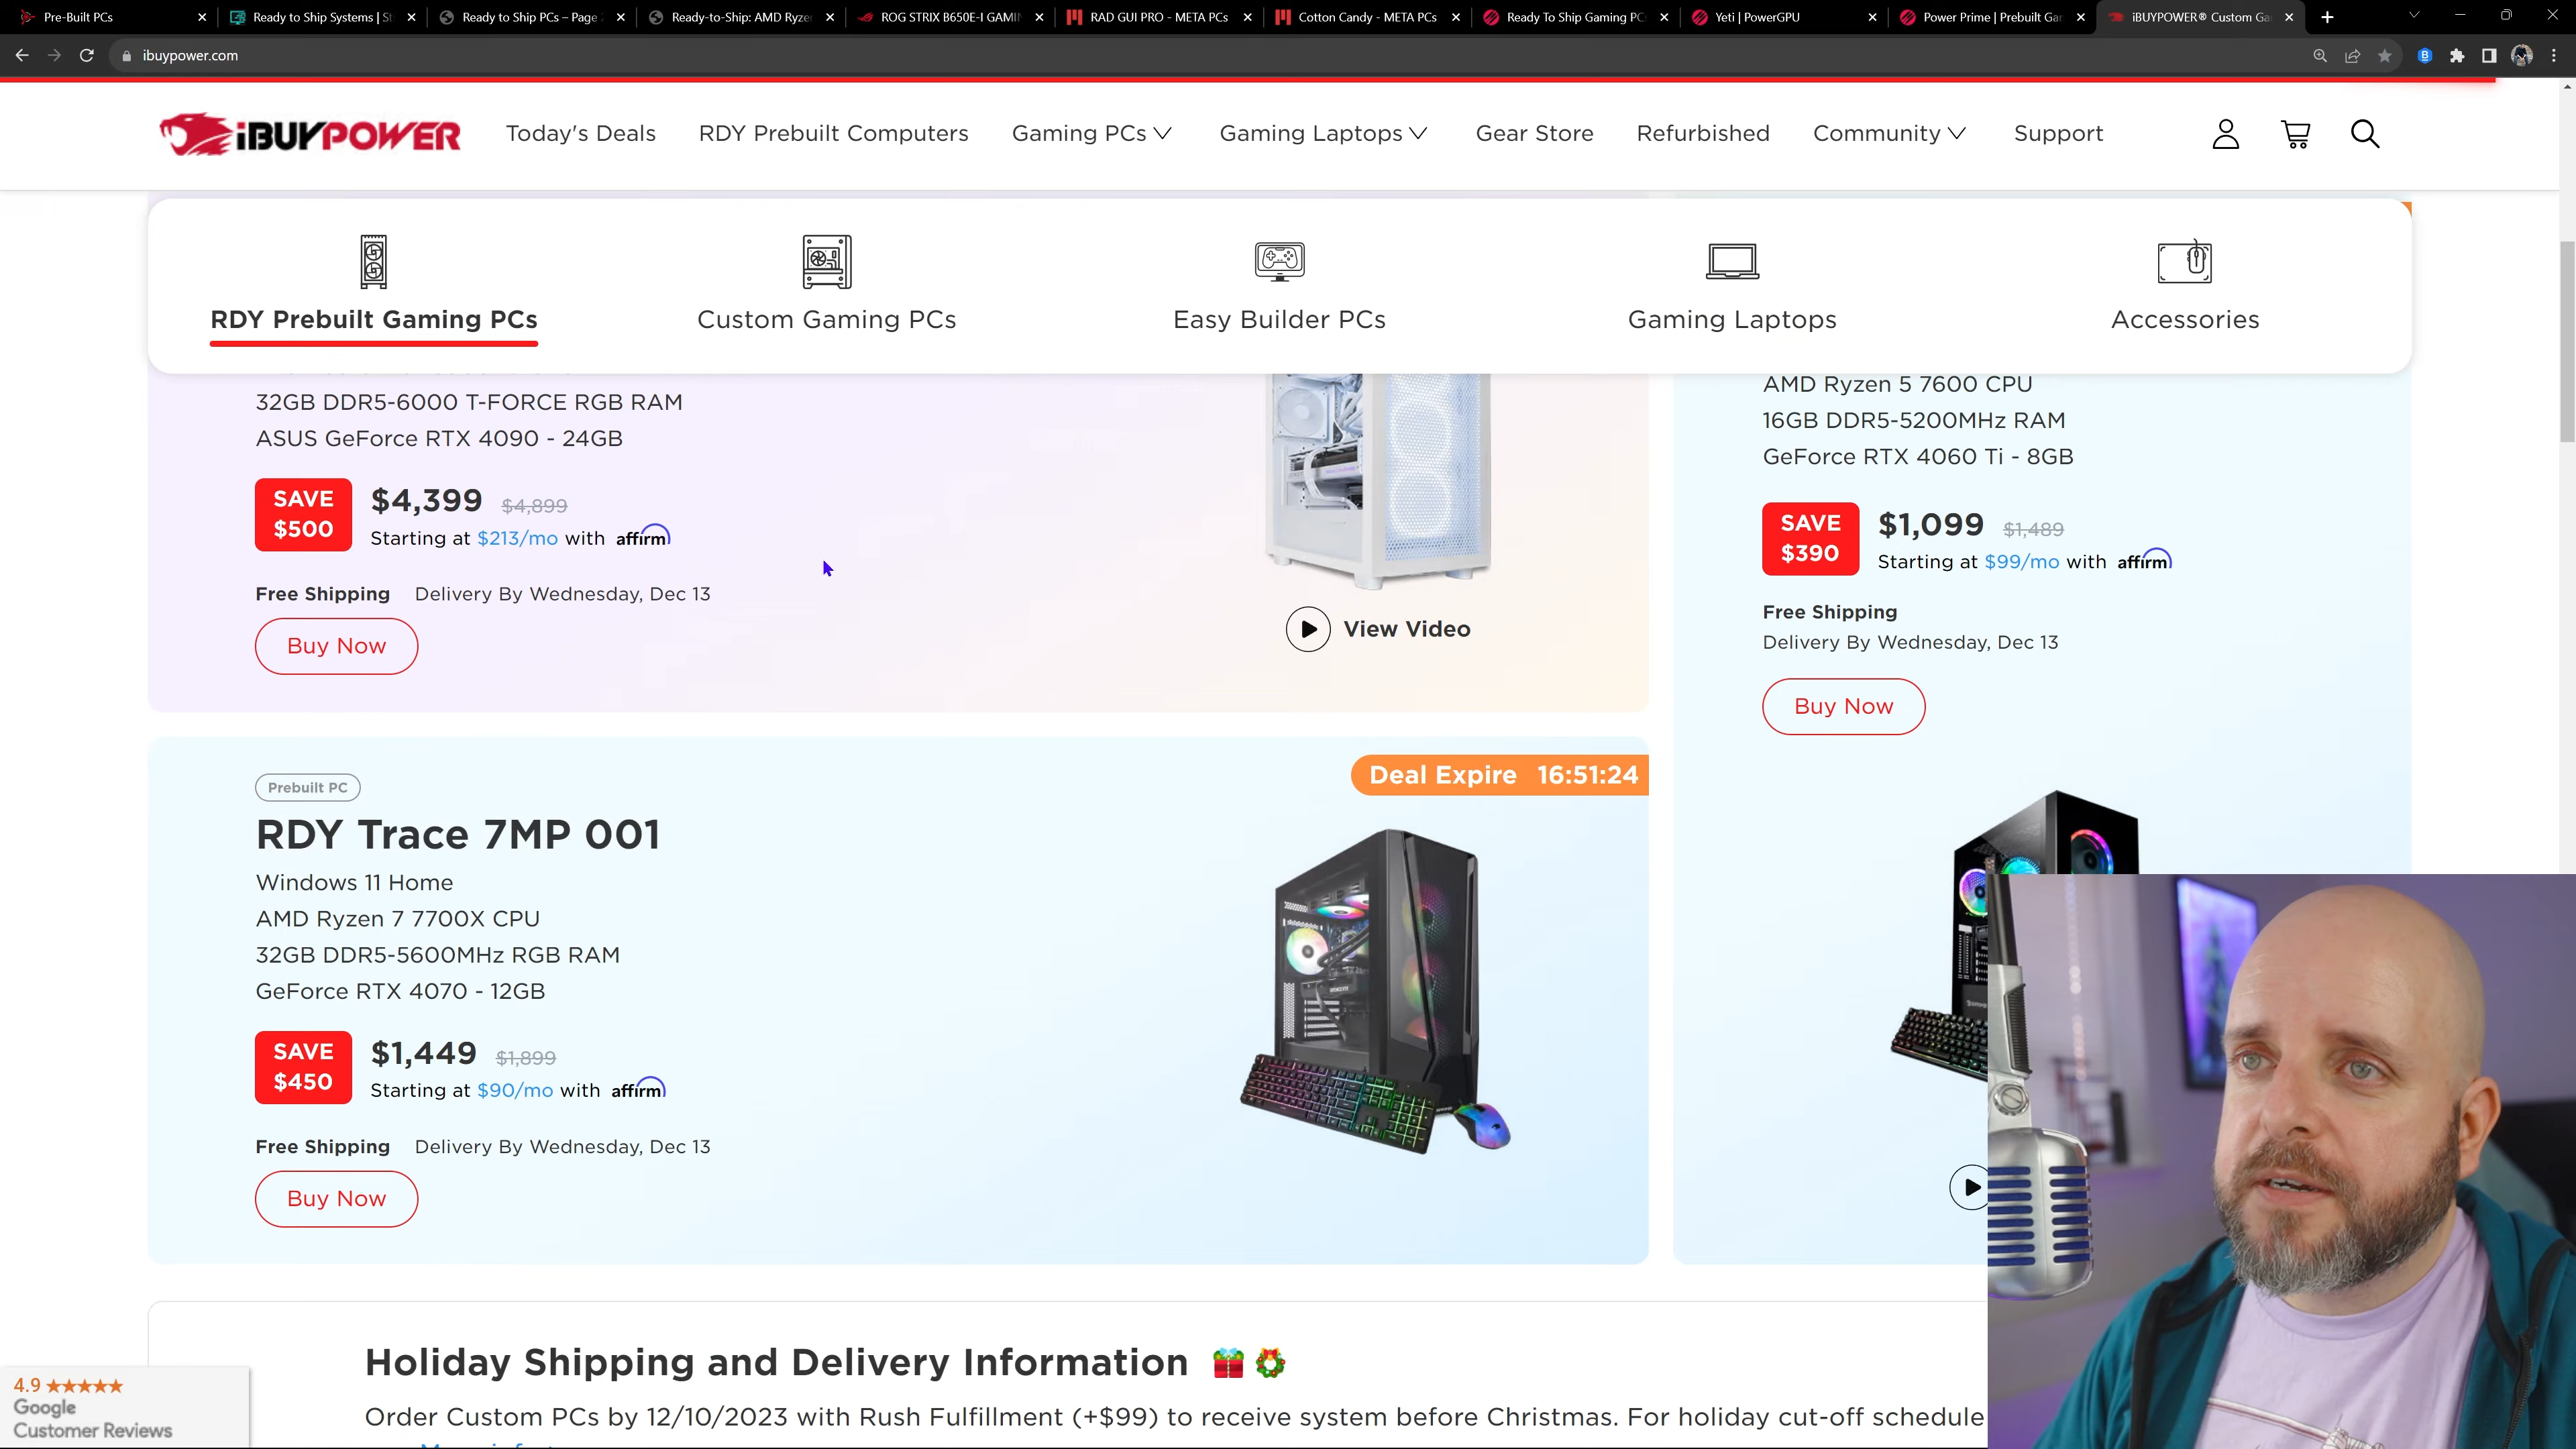 Pre-Built PCs
Ready to Ship Systems | St
Ready to Ship PCs – Page
Ready-to-Ship: AMD Ryze
ROG STRIX B650E-I GAMI
RAD GUI PRO - META PCs
Cotton Candy - META PCs
Ready To Ship Gaming PC
Yeti | PowerGPU
Power Prime | Prebuilt Gar
iBUYPOWER® Custom Ga
ibuypower.com
iBUYPOWER
Today's Deals
RDY Prebuilt Computers
Gaming PCs
Gaming Laptops
Gear Store
Refurbished
Community
Support
RDY Prebuilt Gaming PCs
Custom Gaming PCs
Easy Builder PCs
Gaming Laptops
Accessories
32GB DDR5-6000 T-FORCE RGB RAM
ASUS GeForce RTX 4090 - 24GB
SAVE
$500
$4,399 $4,899
Starting at $213/mo with affirm
Free Shipping Delivery By Wednesday, Dec 13
Buy Now
View Video
AMD Ryzen 5 7600 CPU
16GB DDR5-5200MHz RAM
GeForce RTX 4060 Ti - 8GB
SAVE
$390
$1,099 $1,489
Starting at $99/mo with affirm
Free Shipping
Delivery By Wednesday, Dec 13
Buy Now
Deal Expire 16:51:24
Prebuilt PC
RDY Trace 7MP 001
Windows 11 Home
AMD Ryzen 7 7700X CPU
32GB DDR5-5600MHz RGB RAM
GeForce RTX 4070 - 12GB
SAVE
$450
$1,449 $1,899
Starting at $90/mo with affirm
Free Shipping Delivery By Wednesday, Dec 13
Buy Now
Holiday Shipping and Delivery Information
Order Custom PCs by 12/10/2023 with Rush Fulfillment (+$99) to receive system before Christmas. For holiday cut-off schedule
4.9 ★★★★★
Google
Customer Reviews